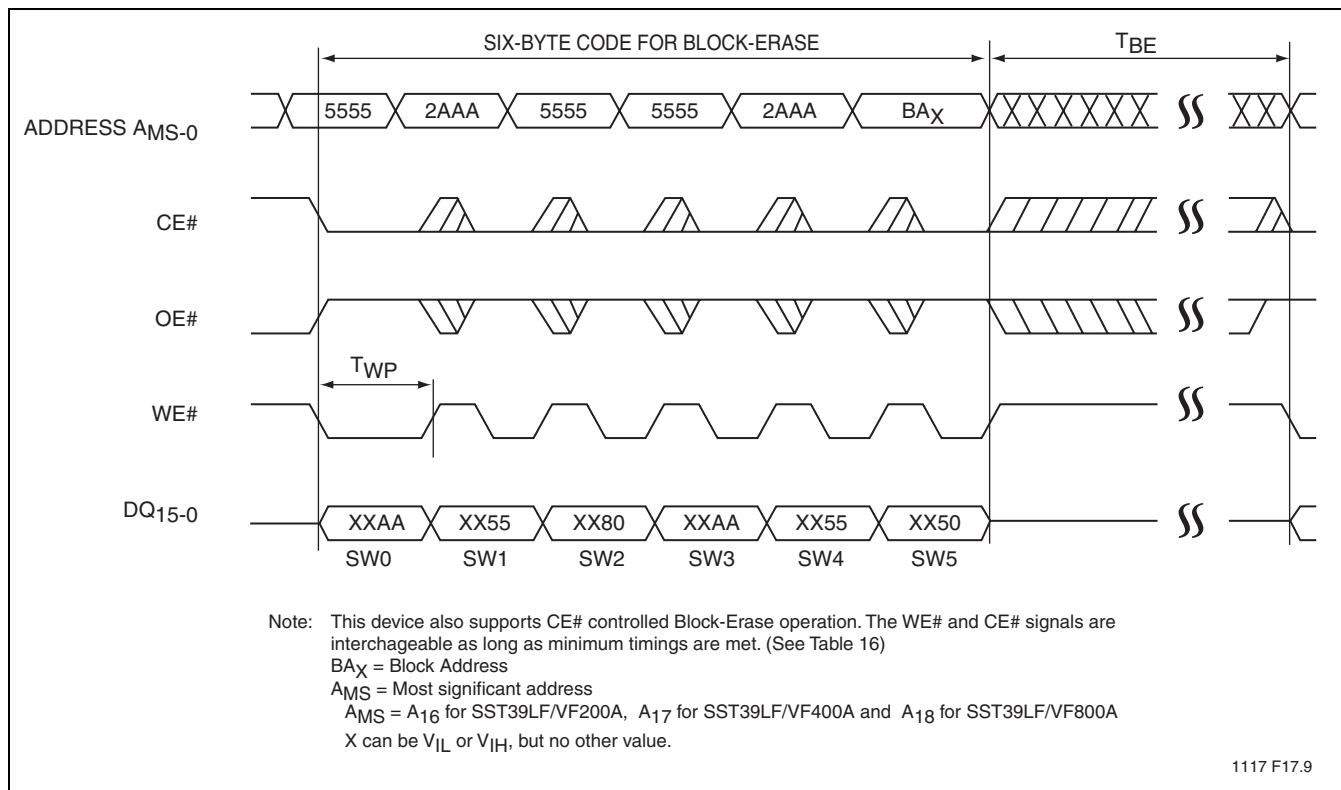 SIX-BYTE CODE FOR BLOCK-ERASE TBE
ADDRESS AMS-0 5555 2AAA 5555 5555 2AAA BAX
CE#
OE#
TWP
WE#
DQ15-0 XXAA XX55 XX80 XXAA XX55 XX50
SW0 SW1 SW2 SW3 SW4 SW5
Note: This device also supports CE# controlled Block-Erase operation. The WE# and CE# signals are
interchageable as long as minimum timings are met. (See Table 16)
BAX = Block Address
AMS = Most significant address
AMS = A16 for SST39LF/VF200A, A17 for SST39LF/VF400A and A18 for SST39LF/VF800A
X can be VIL or VIH, but no other value.
1117 F17.9